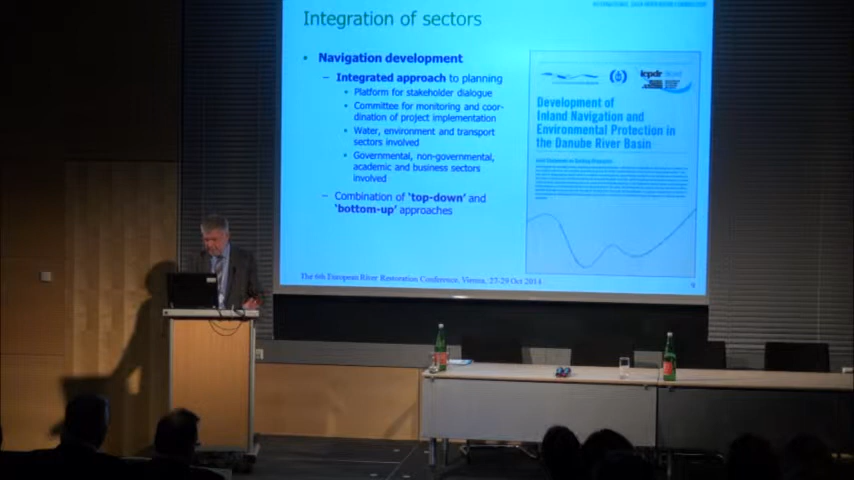 Integration of sectors
• Navigation development
– Integrated approach to planning
• Platform for stakeholder dialogue
• Committee for monitoring and coor-
dination of project implementation
• Water, environment and transport
sectors involved
• Governmental, non-governmental,
academic and business sectors
involved
– Combination of 'top-down' and
'bottom-up' approaches
icpdr iksd
Development of
Inland Navigation and
Environmental Protection in
the Danube River Basin
The 6th European River Restoration Conference, Vienna, 27-29 Oct 2014